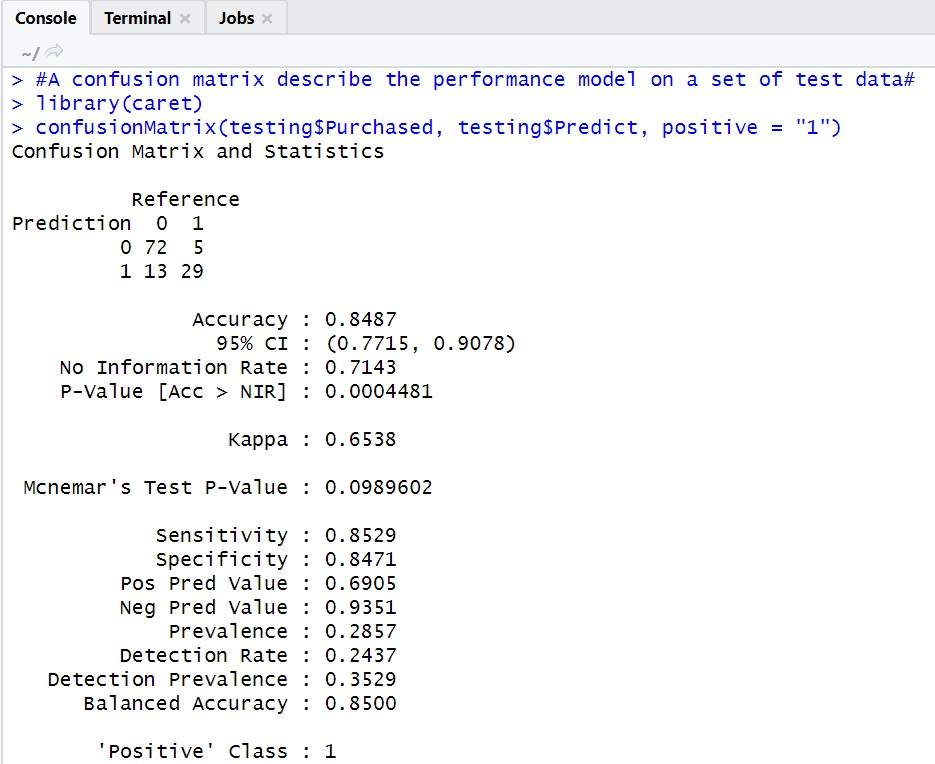 Console Terminal × Jobs ×
~/
> #A confusion matrix describe the performance model on a set of test data#
> library(caret)
> confusionMatrix(testing$Purchased, testing$Predict, positive = "1")
Confusion Matrix and Statistics
Reference
Prediction 0 1
0 72 5
1 13 29
Accuracy : 0.8487
95% CI : (0.7715, 0.9078)
No Information Rate : 0.7143
P-Value [Acc > NIR] : 0.0004481
Kappa : 0.6538
Mcnemar's Test P-Value : 0.0989602
Sensitivity : 0.8529
Specificity : 0.8471
Pos Pred Value : 0.6905
Neg Pred Value : 0.9351
Prevalence : 0.2857
Detection Rate : 0.2437
Detection Prevalence : 0.3529
Balanced Accuracy : 0.8500
'Positive' Class : 1